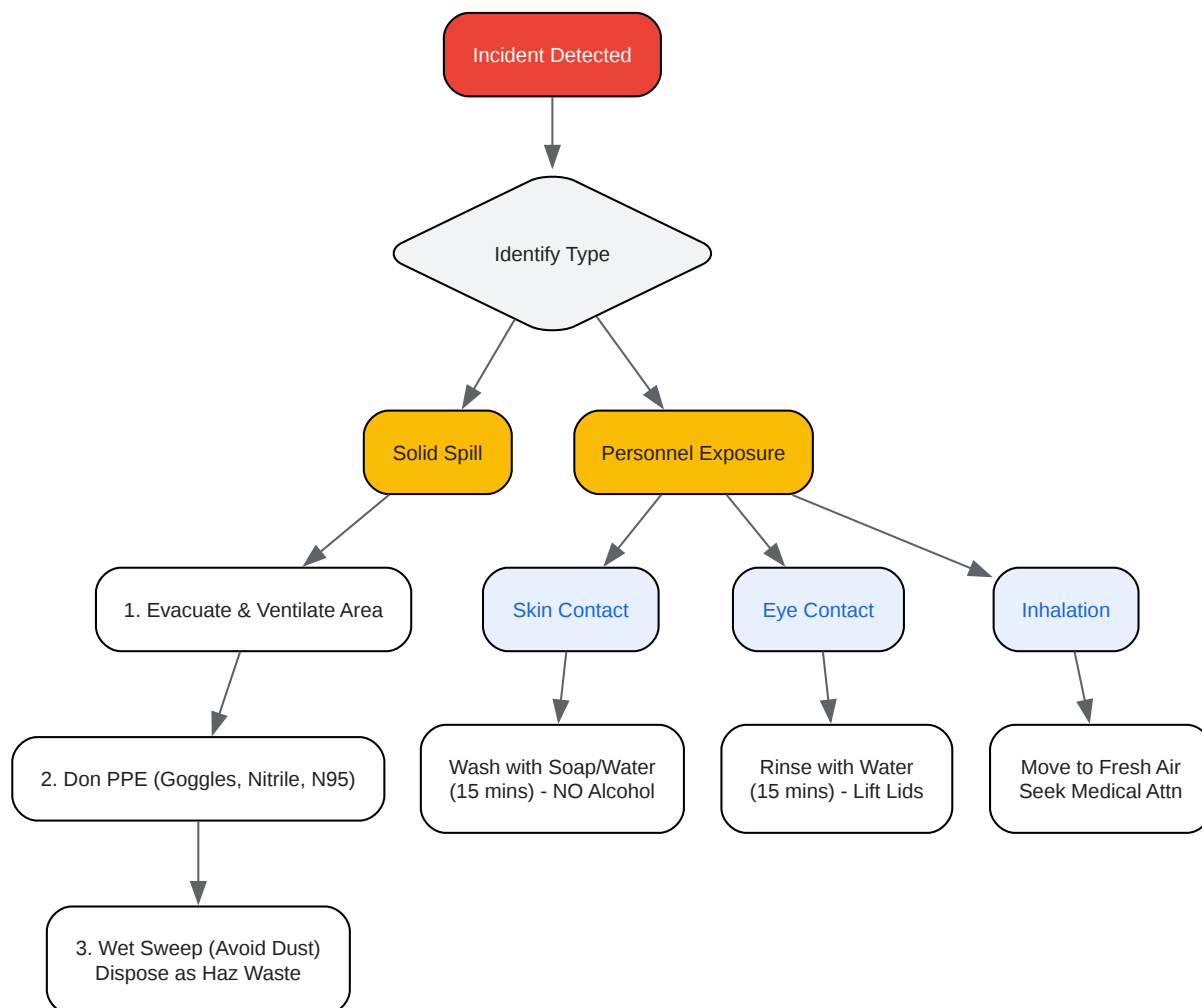 Incident Detected
Identify Type
Solid Spill
Personnel Exposure
1. Evacuate & Ventilate Area
Skin Contact
Eye Contact
Inhalation
2. Don PPE (Goggles, Nitrile, N95)
Wash with Soap/Water
(15 mins) - NO Alcohol
Rinse with Water
(15 mins) - Lift Lids
Move to Fresh Air
Seek Medical Attn
3. Wet Sweep (Avoid Dust)
Dispose as Haz Waste